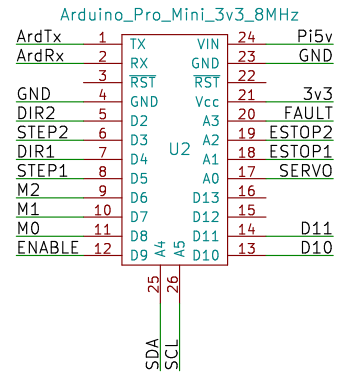 Arduino_Pro_Mini_3v3_8MHz
ArdTx 1 TX VIN 24 Pi5v
ArdRx 2 RX GND 23 GND
3 RST RST 22
GND 4 GND Vcc 21 3v3
DIR2 5 D2 A3 20 FAULT
STEP2 6 D3 A2 19 ESTOP2
DIR1 7 D4 U2 A1 18 ESTOP1
STEP1 8 D5 A0 17 SERVO
M2 9 D6 D13 16
M1 10 D7 D12 15
M0 11 D8 D11 14 D11
ENABLE 12 D9 A4 A5 D10 13 D10
25 26
SDA SCL